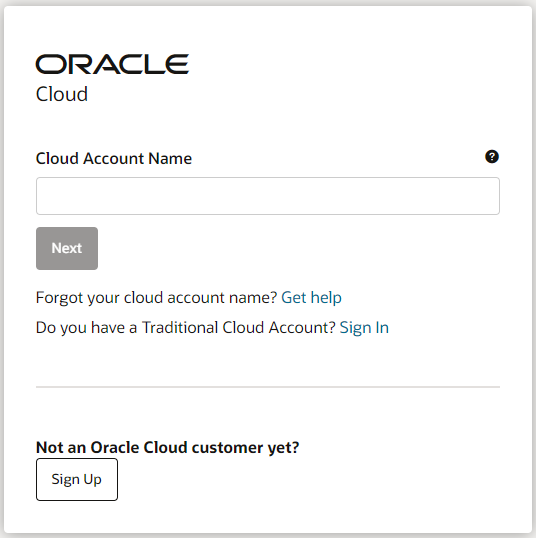 ORACLE
Cloud
Cloud Account Name
?
Next
Forgot your cloud account name? Get help
Do you have a Traditional Cloud Account? Sign In
Not an Oracle Cloud customer yet?
Sign Up